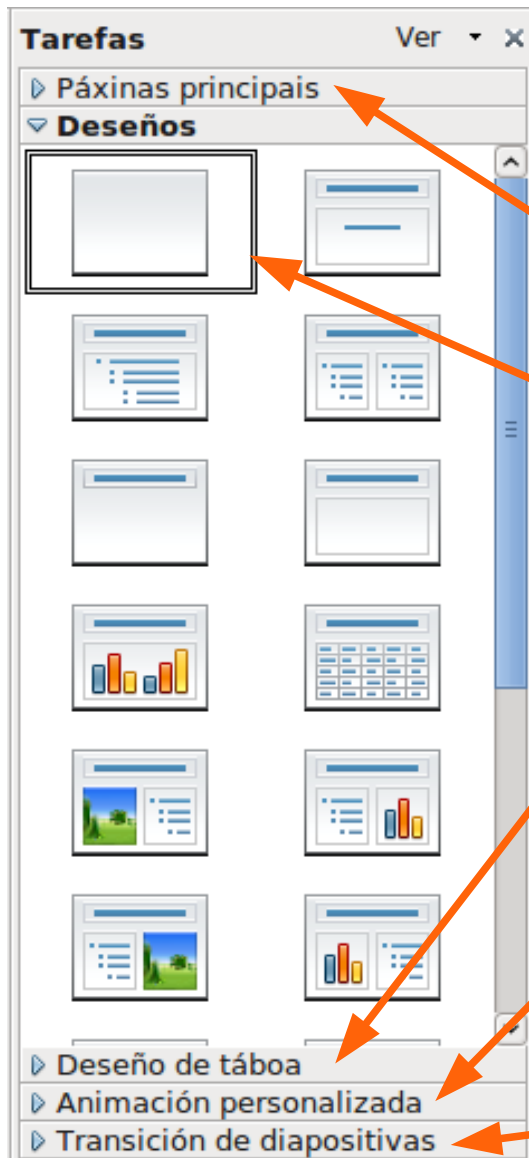 Tarefas Ver
Páxinas principais
Deseños
Deseño de táboa
Animación personalizada
Transición de diapositivas